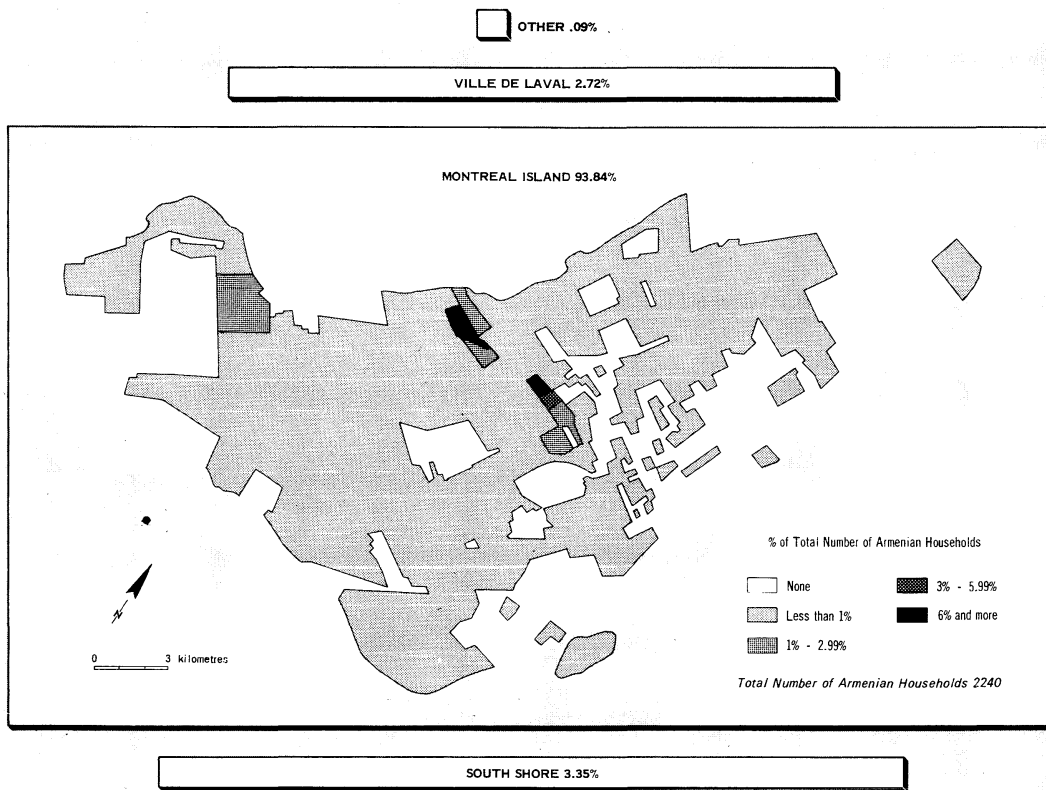 OTHER .09%
VILLE DE LAVAL 2.72%
MONTREAL ISLAND 93.84%
% of Total Number of Armenian Households
None
3% - 5.99%
Less than 1%
6% and more
1% - 2.99%
N
0 3 kilometres
Total Number of Armenian Households 2240
SOUTH SHORE 3.35%